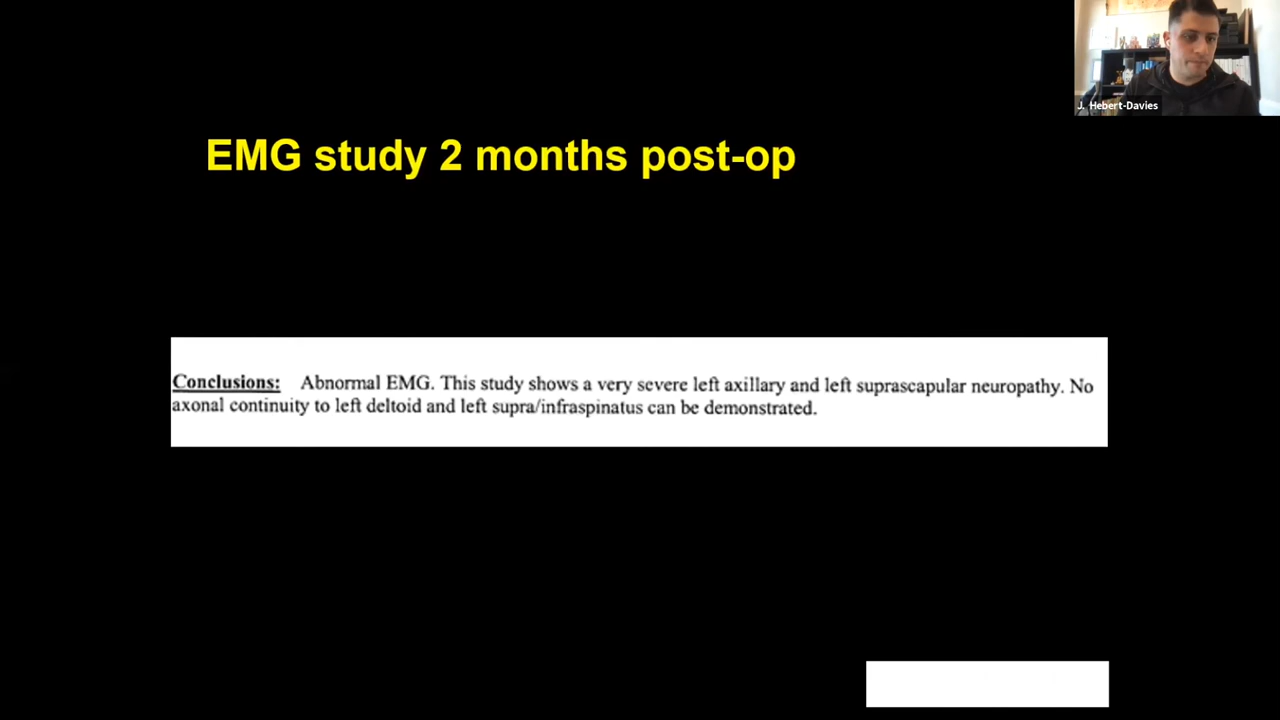 J. Hebert-Davies
EMG study 2 months post-op
Conclusions: Abnormal EMG. This study shows a very severe left axillary and left suprascapular neuropathy. No
axonal continuity to left deltoid and left supra/infraspinatus can be demonstrated.